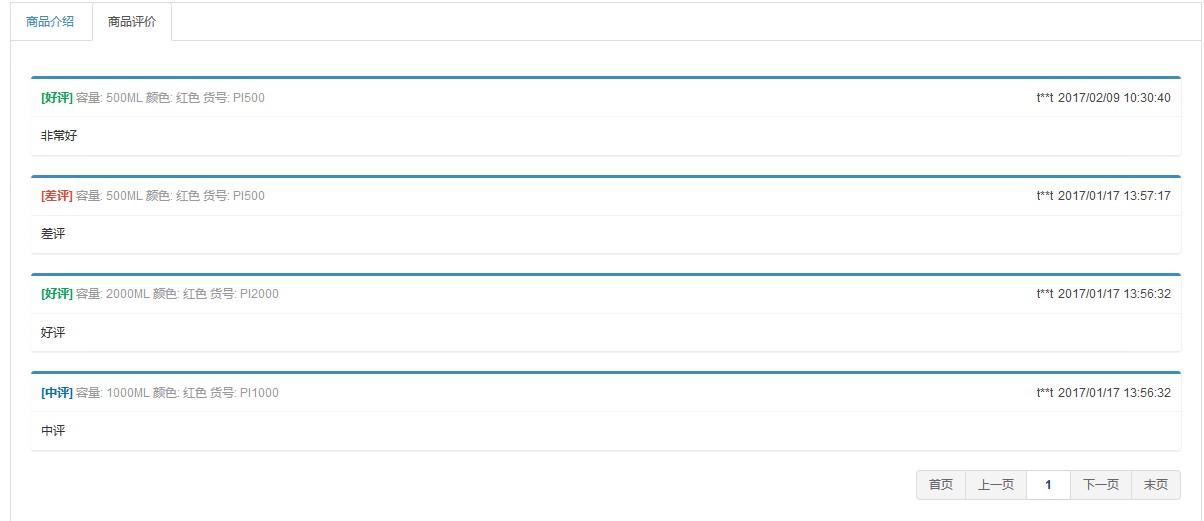 商品介绍 商品评价
[好评] 容量: 500ML 颜色: 红色 货号: PI500 t**t 2017/02/09 10:30:40
非常好
[差评] 容量: 500ML 颜色: 红色 货号: PI500 t**t 2017/01/17 13:57:17
差评
[好评] 容量: 2000ML 颜色: 红色 货号: PI2000 t**t 2017/01/17 13:56:32
好评
[中评] 容量: 1000ML 颜色: 红色 货号: PI1000 t**t 2017/01/17 13:56:32
中评
首页 上一页 1 下一页 末页